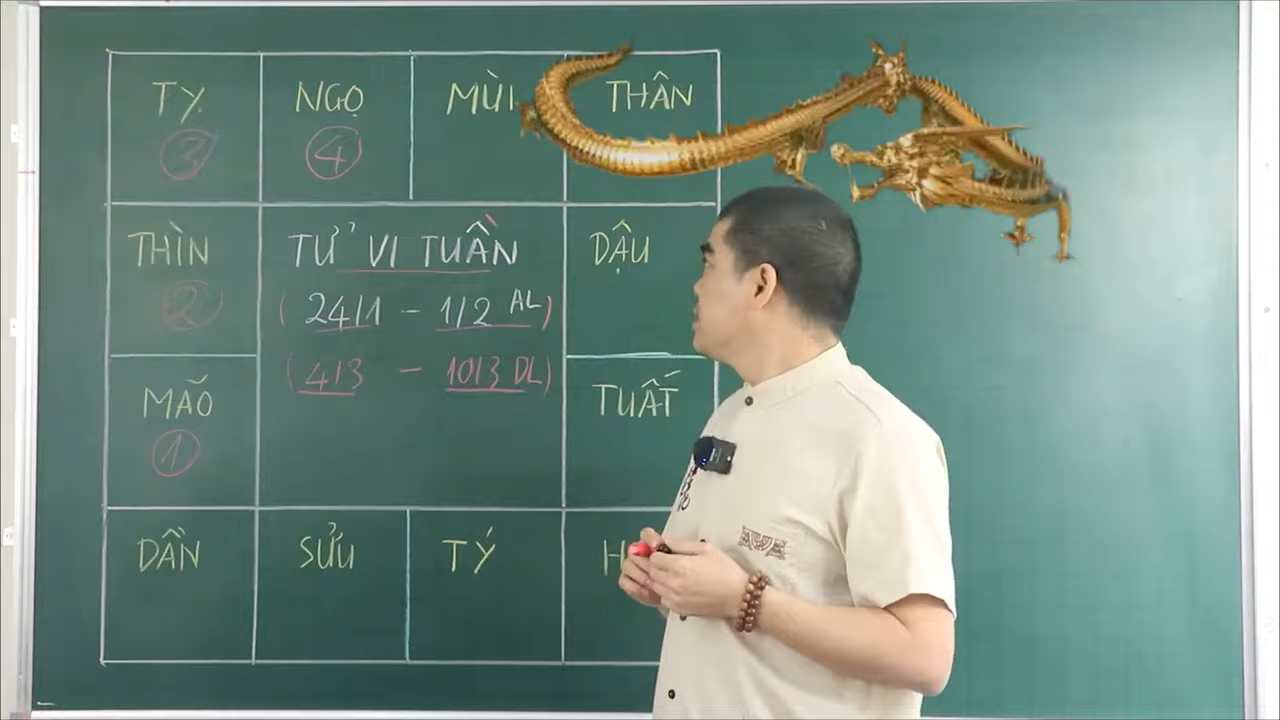 TỴ
3
NGỌ
4
MÙI
THÂN
THÌN
2
TỬ VI TUẦN
(24/1 - 1/2 AL)
(4/3 - 10/3 DL)
DẬU
MÃO
1
TUẤT
DẦN
SỬU
TÝ
H